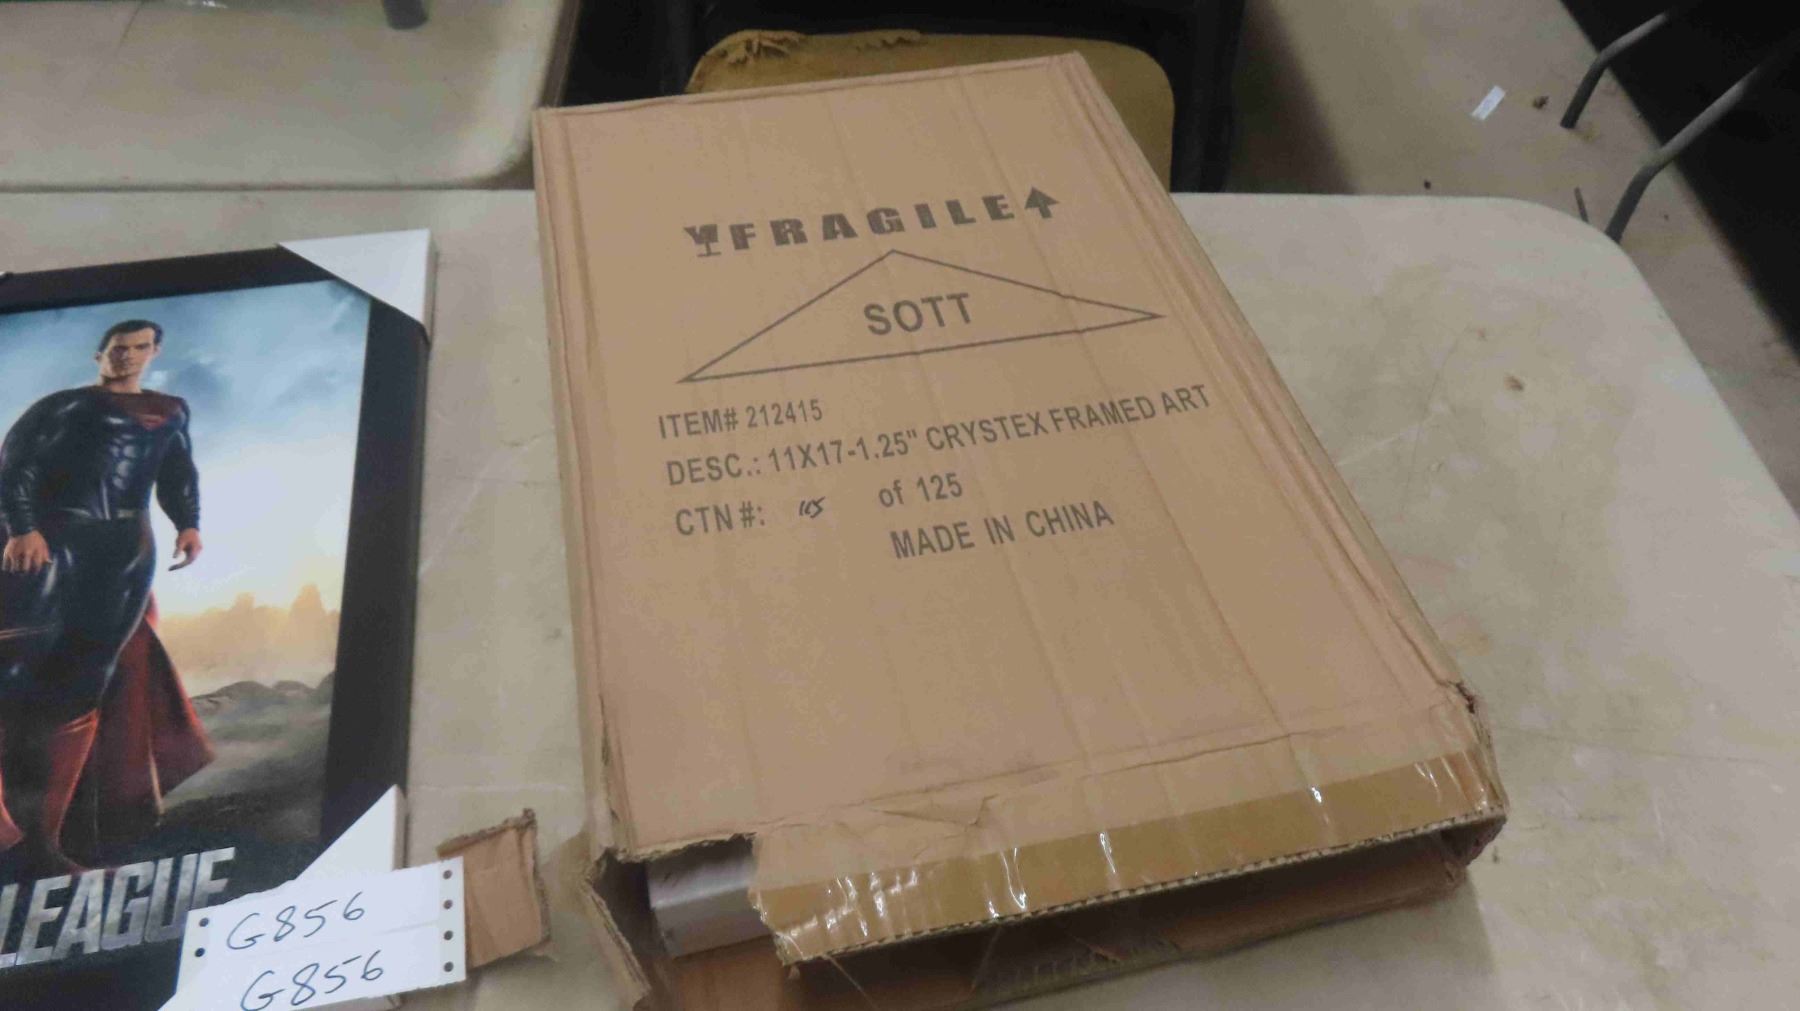 FRAGILE
SOTT
ITEM# 212415
DESC.: 11X17-1.25" CRYSTEX FRAMED ART
CTN #: 115 of 125
MADE IN CHINA
LEAGUE
G856
G856